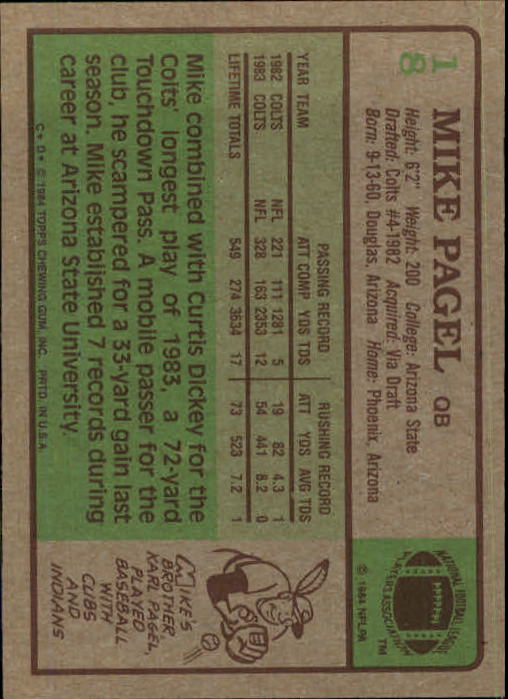 18
MIKE PAGEL QB
Height: 6'2" Weight: 200 College: Arizona State
Drafted: Colts #4-1982 Acquired: Via Draft
Born: 9-13-60, Douglas, Arizona Home: Phoenix, Arizona
NATIONAL FOOTBALL LEAGUE
PLAYERS ASSOCIATION
TM
© 1984 NFLPA
PASSING RECORD RUSHING RECORD
YEAR TEAM ATT COMP YDS TDS ATT YDS AVG TDS
1982 COLTS NFL 221 111 1281 5 19 82 4.3 1
1983 COLTS NFL 328 163 2353 12 54 441 8.2 0
LIFETIME TOTALS 549 274 3634 17 73 523 7.2 1
Mike combined with Curtis Dickey for the
Colts' longest play of 1983, a 72-yard
Touchdown Pass. A mobile passer for the
club, he scampered for a 33-yard gain last
season. Mike established 7 records during
career at Arizona State University.
MIKE'S
BROTHER,
KARL PAGEL,
PLAYED
BASEBALL
WITH
CUBS
AND
INDIANS
C★ D★ © 1984 TOPPS CHEWING GUM, INC. PRTD. IN U.S.A.